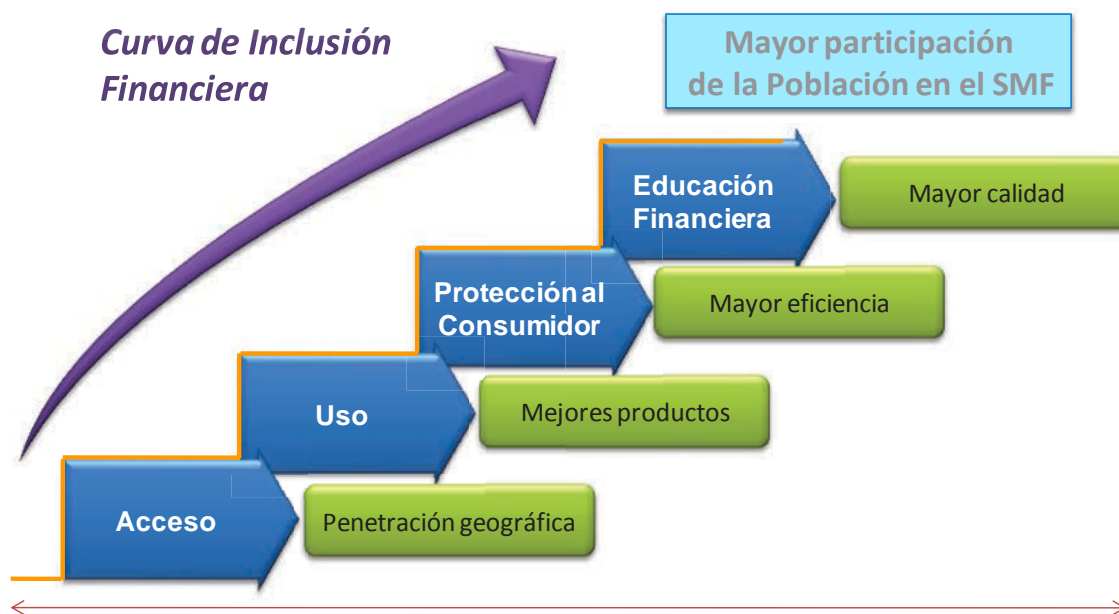 Curva de Inclusión
Financiera
Mayor participación
de la Población en el SMF
Educación
Financiera
Mayor calidad
Protección al
Consumidor
Mayor eficiencia
Uso
Mejores productos
Acceso
Penetración geográfica